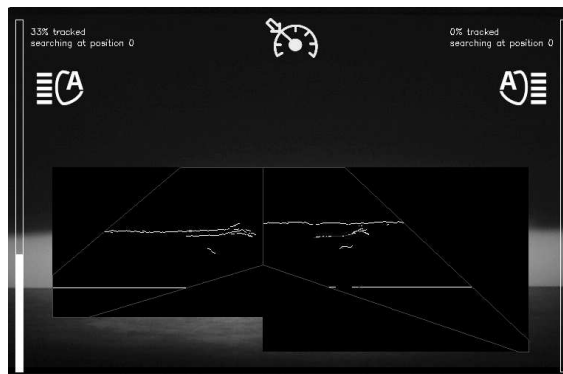 33% tracked
searching at position 0
0% tracked
searching at position 0
A
A